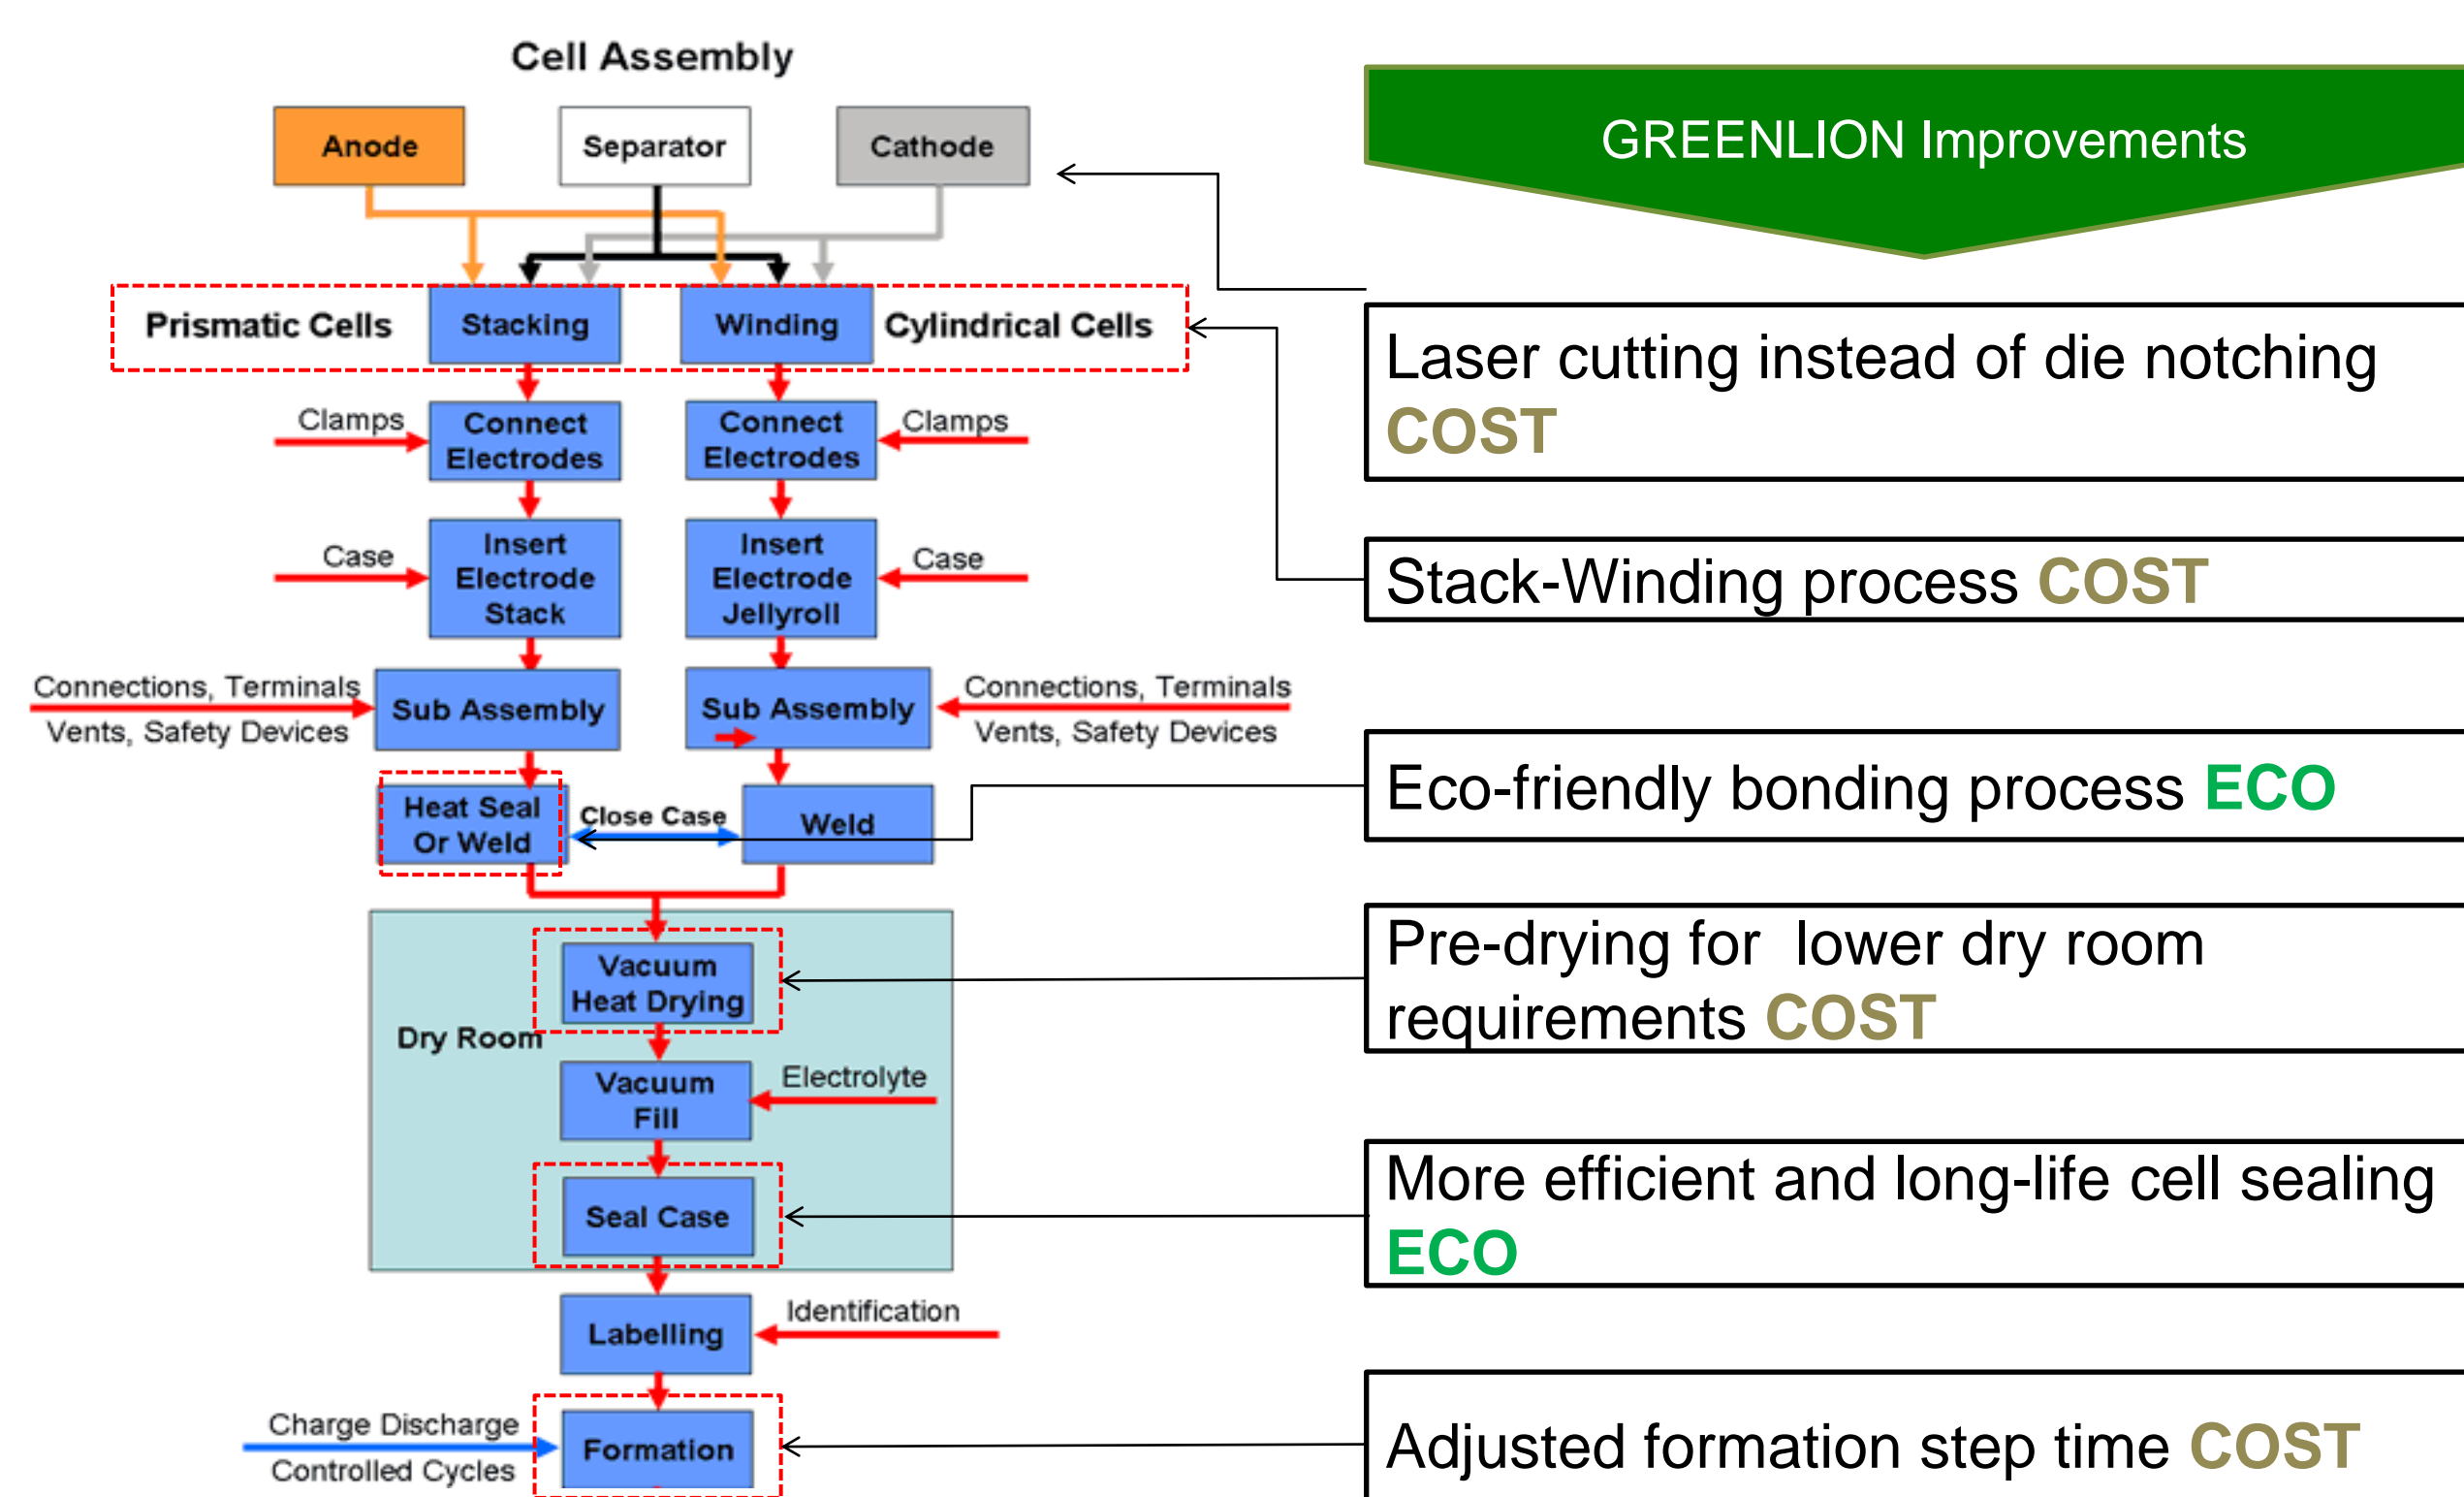 Cell Assembly
Anode
Separator
Cathode
Prismatic Cells
Stacking
Winding
Cylindrical Cells
Clamps
Connect
Electrodes
Connect
Electrodes
Clamps
Case
Insert
Electrode
Stack
Insert
Electrode
Jellyroll
Case
Connections, Terminals
Vents, Safety Devices
Sub Assembly
Sub Assembly
Connections, Terminals
Vents, Safety Devices
Heat Seal
Or Weld
Close Case
Weld
Dry Room
Vacuum
Heat Drying
Vacuum
Fill
Electrolyte
Seal Case
Labelling
Identification
Charge Discharge
Controlled Cycles
Formation
GREENLION Improvements
Laser cutting instead of die notching
COST
Stack-Winding process COST
Eco-friendly bonding process ECO
Pre-drying for lower dry room
requirements COST
More efficient and long-life cell sealing
ECO
Adjusted formation step time COST